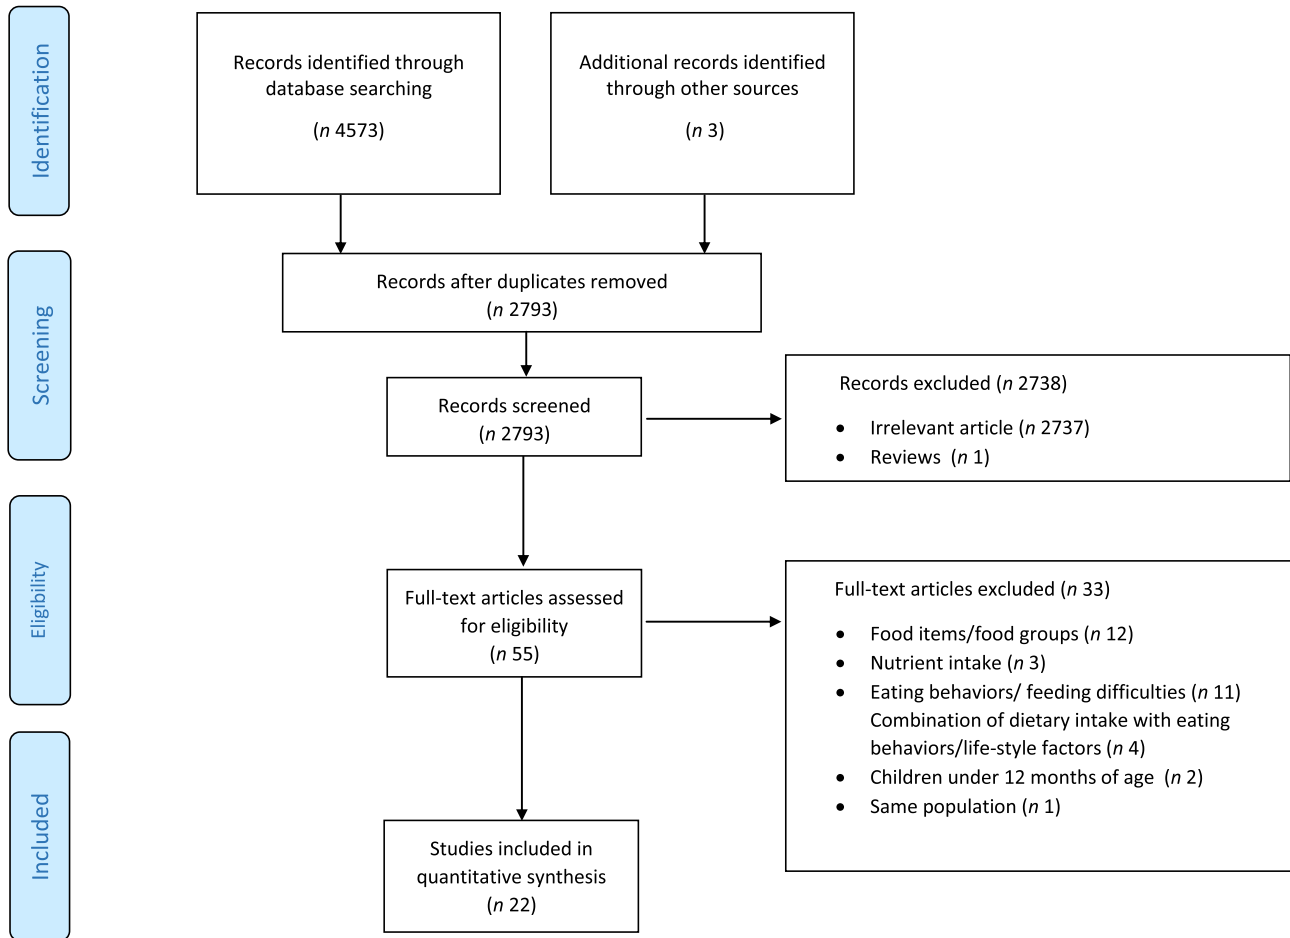 Identification
Records identified through
database searching
(n 4573)
Additional records identified
through other sources
(n 3)
Screening
Records after duplicates removed
(n 2793)
Records screened
(n 2793)
Records excluded (n 2738)
• Irrelevant article (n 2737)
• Reviews (n 1)
Eligibility
Full-text articles assessed
for eligibility
(n 55)
Full-text articles excluded (n 33)
• Food items/food groups (n 12)
• Nutrient intake (n 3)
• Eating behaviors/ feeding difficulties (n 11)
Combination of dietary intake with eating
behaviors/life-style factors (n 4)
• Children under 12 months of age (n 2)
• Same population (n 1)
Included
Studies included in
quantitative synthesis
(n 22)